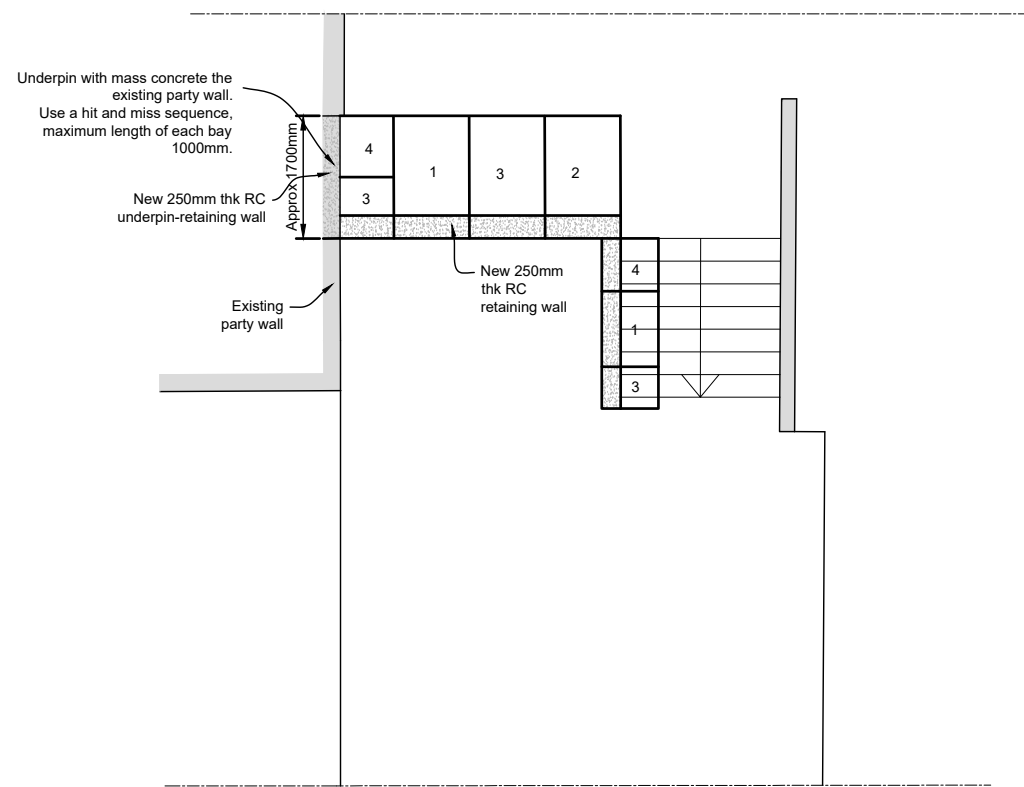 Underpin with mass concrete the
existing party wall.
Use a hit and miss sequence,
maximum length of each bay
1000mm.
Approx 1700mm
New 250mm thk RC
underpin-retaining wall
4
3
1
3
2
New 250mm
thk RC
retaining wall
Existing
party wall
4
1
3